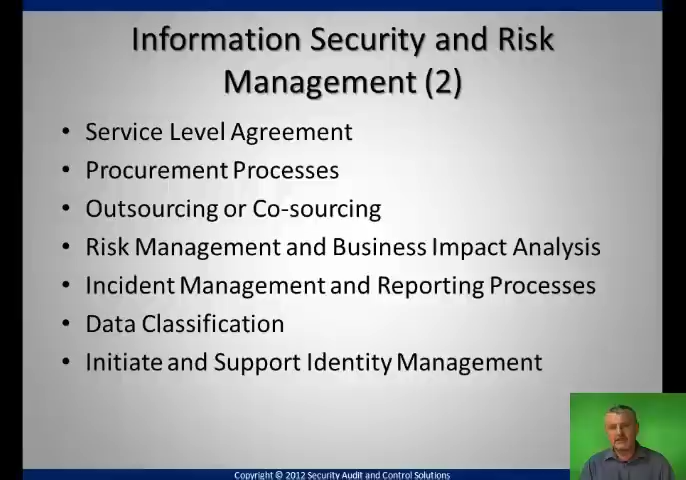 Information Security and Risk
Management (2)
• Service Level Agreement
• Procurement Processes
• Outsourcing or Co-sourcing
• Risk Management and Business Impact Analysis
• Incident Management and Reporting Processes
• Data Classification
• Initiate and Support Identity Management
Copyright © 2012 Security Audit and Control Solutions